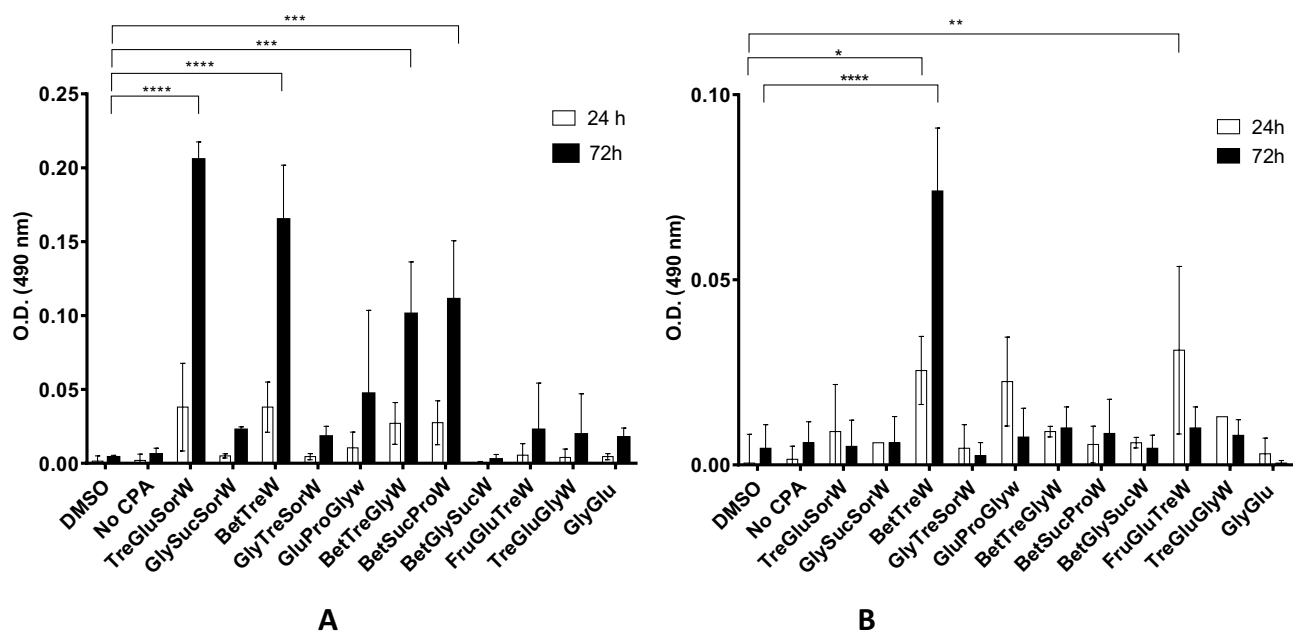 ***
***
****
****
0.25
0.20
0.15
0.10
0.05
0.00
O.D. (490 nm)
24 h
72h
DMSO
No CPA
TreGluSorW
GlySucSorW
BetTreW
GlyTreSorW
GluProGlyw
BetTreGlyW
BetSucProW
BetGlySucW
FruGluTreW
TreGluGlyW
GlyGlu
A
**
*
****
0.10
0.05
0.00
O.D. (490 nm)
24h
72h
DMSO
No CPA
TreGluSorW
GlySucSorW
BetTreW
GlyTreSorW
GluProGlyw
BetTreGlyW
BetSucProW
BetGlySucW
FruGluTreW
TreGluGlyW
GlyGlu
B